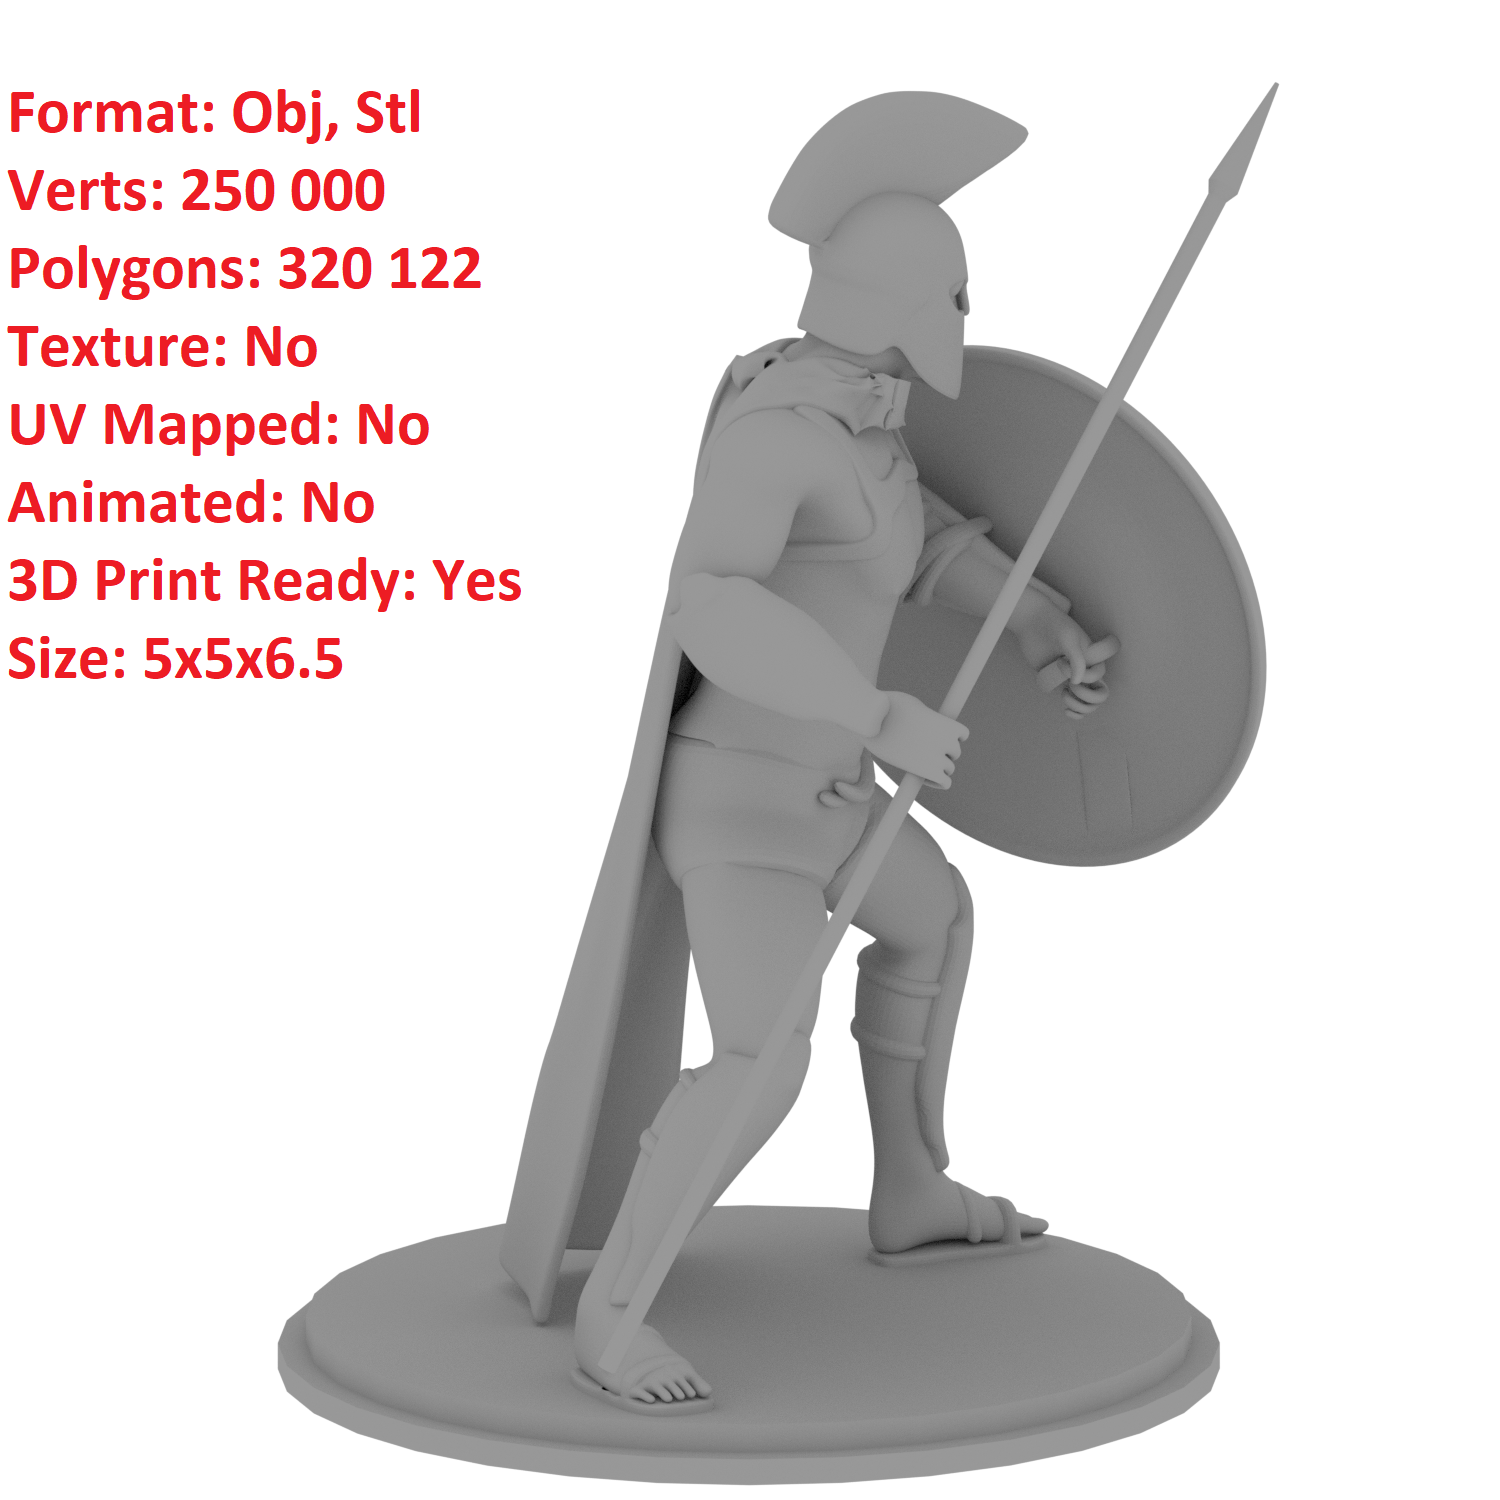 Format: Obj, Stl
Verts: 250 000
Polygons: 320 122
Texture: No
UV Mapped: No
Animated: No
3D Print Ready: Yes
Size: 5x5x6.5